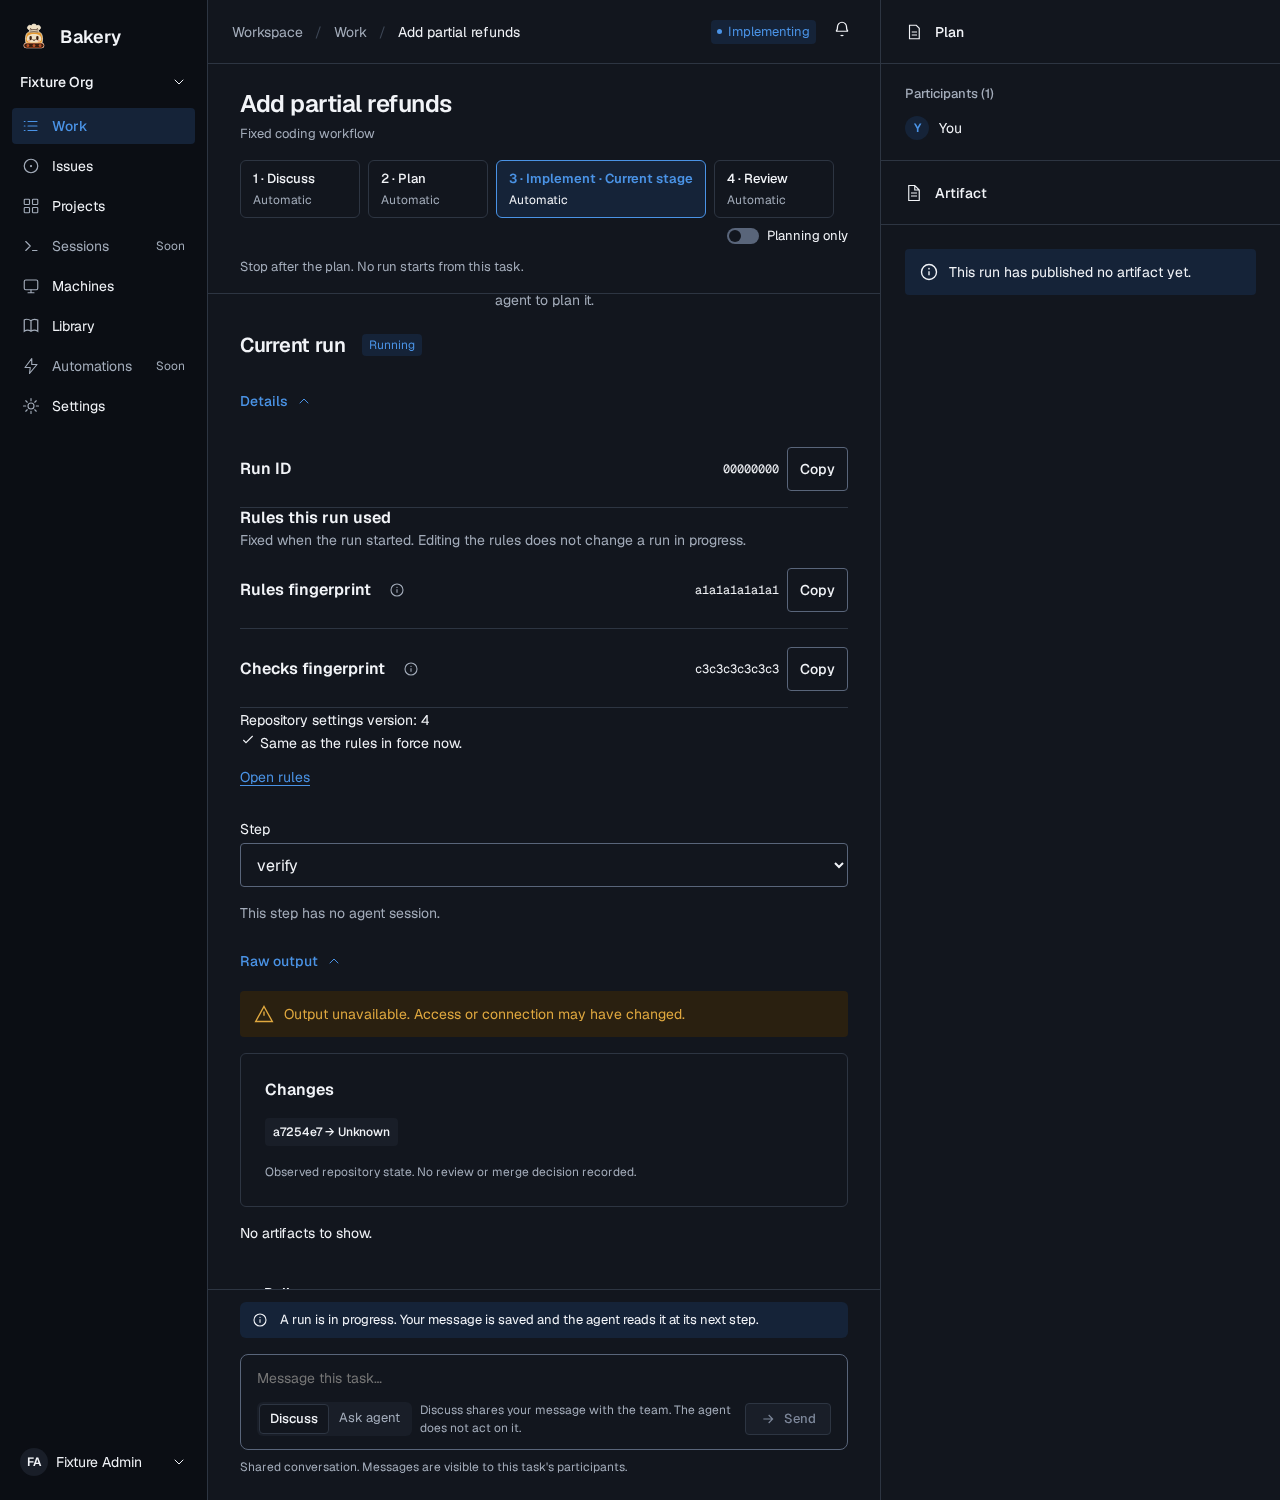 Bakery
Fixture Org
Work
Issues
Projects
Sessions Soon
Machines
Library
Automations Soon
Settings
FA Fixture Admin
Workspace / Work / Add partial refunds
Implementing
Add partial refunds
Fixed coding workflow
1 · Discuss
Automatic
2 · Plan
Automatic
3 · Implement · Current stage
Automatic
4 · Review
Automatic
Planning only
Stop after the plan. No run starts from this task.
agent to plan it.
Current run Running
Details
Run ID 00000000 Copy
Rules this run used
Fixed when the run started. Editing the rules does not change a run in progress.
Rules fingerprint a1a1a1a1a1a1 Copy
Checks fingerprint c3c3c3c3c3c3 Copy
Repository settings version: 4
Same as the rules in force now.
Open rules
Step
verify
This step has no agent session.
Raw output
Output unavailable. Access or connection may have changed.
Changes
a7254e7 → Unknown
Observed repository state. No review or merge decision recorded.
No artifacts to show.
A run is in progress. Your message is saved and the agent reads it at its next step.
Message this task…
Discuss Ask agent
Discuss shares your message with the team. The agent
does not act on it.
→ Send
Shared conversation. Messages are visible to this task's participants.
Plan
Participants (1)
Y You
Artifact
This run has published no artifact yet.